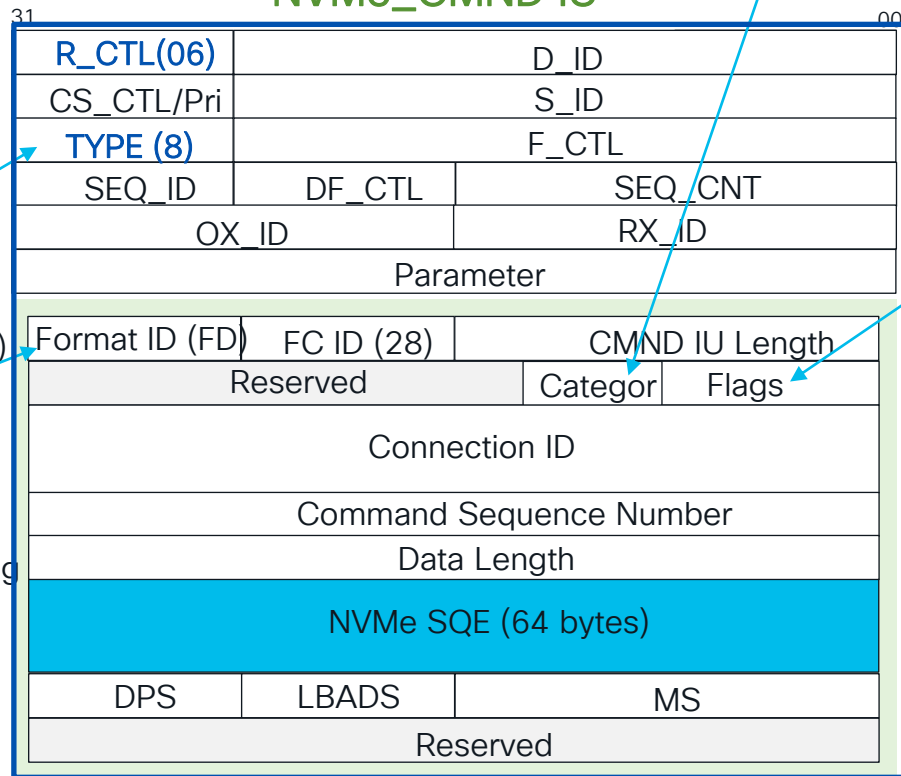 NVMe_CMND IU
31 00
R_CTL(06) D_ID
CS_CTL/Pri S_ID
TYPE (8) F_CTL
SEQ_ID DF_CTL SEQ_CNT
OX_ID RX_ID
Parameter
) Format ID (FD) FC ID (28) CMND IU Length
Reserved Categor Flags
Connection ID
Command Sequence Number
Data Length
g
NVMe SQE (64 bytes)
DPS LBADS MS
Reserved